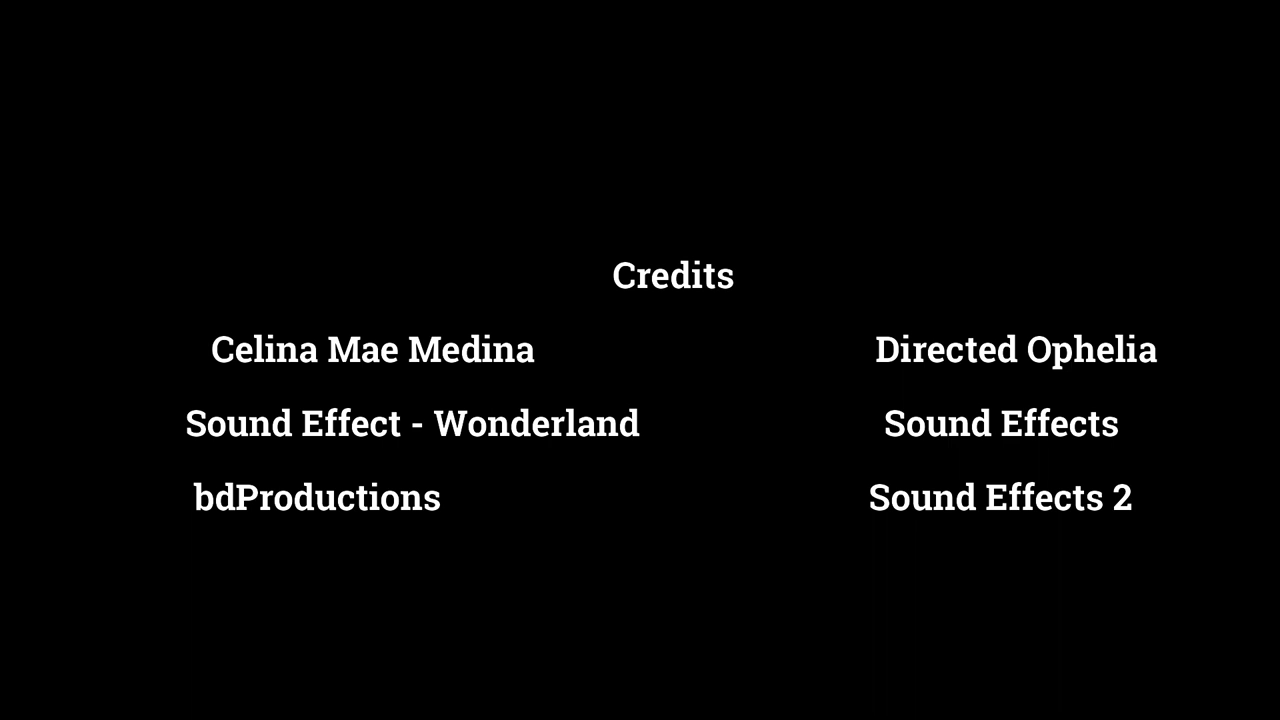 Credits
Celina Mae Medina Directed Ophelia
Sound Effect - Wonderland Sound Effects
bdProductions Sound Effects 2